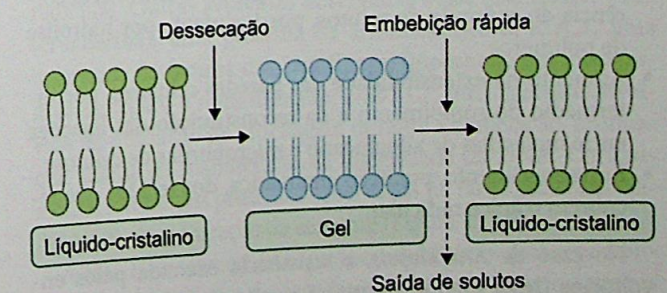 Dessecação
Embebição rápida
Líquido-cristalino
Gel
Líquido-cristalino
Saída de solutos